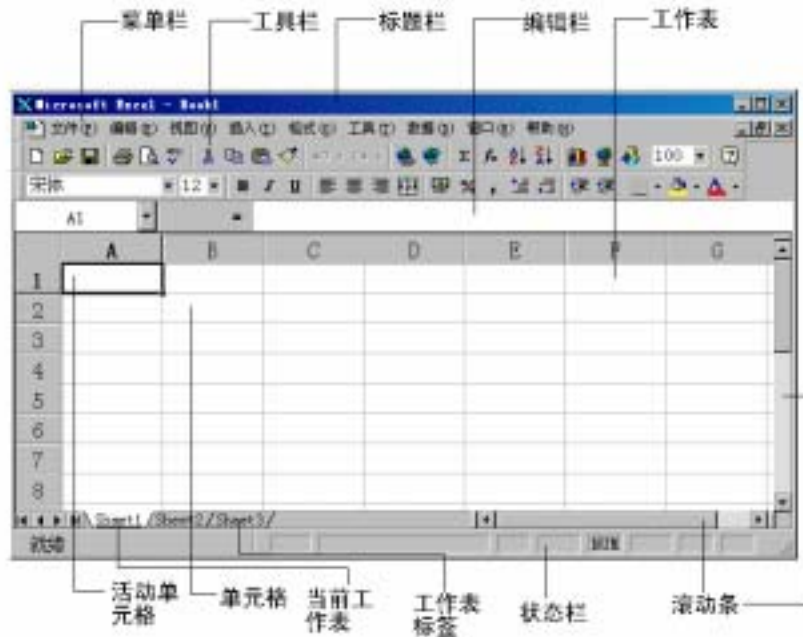 菜单栏 工具栏 标题栏 编辑栏 工作表
Microsoft Excel - Book1
文件(F) 编辑(E) 视图(V) 插入(I) 格式(O) 工具(T) 数据(D) 窗口(W) 帮助(H)
100
宋体 12 B I U % ,
A1 =
A B C D E F G
1
2
3
4
5
6
7
8
Sheet1 / Sheet2 / Sheet3 /
就绪 NUM
活动单元格 单元格 当前工作表 工作表标签 状态栏 滚动条